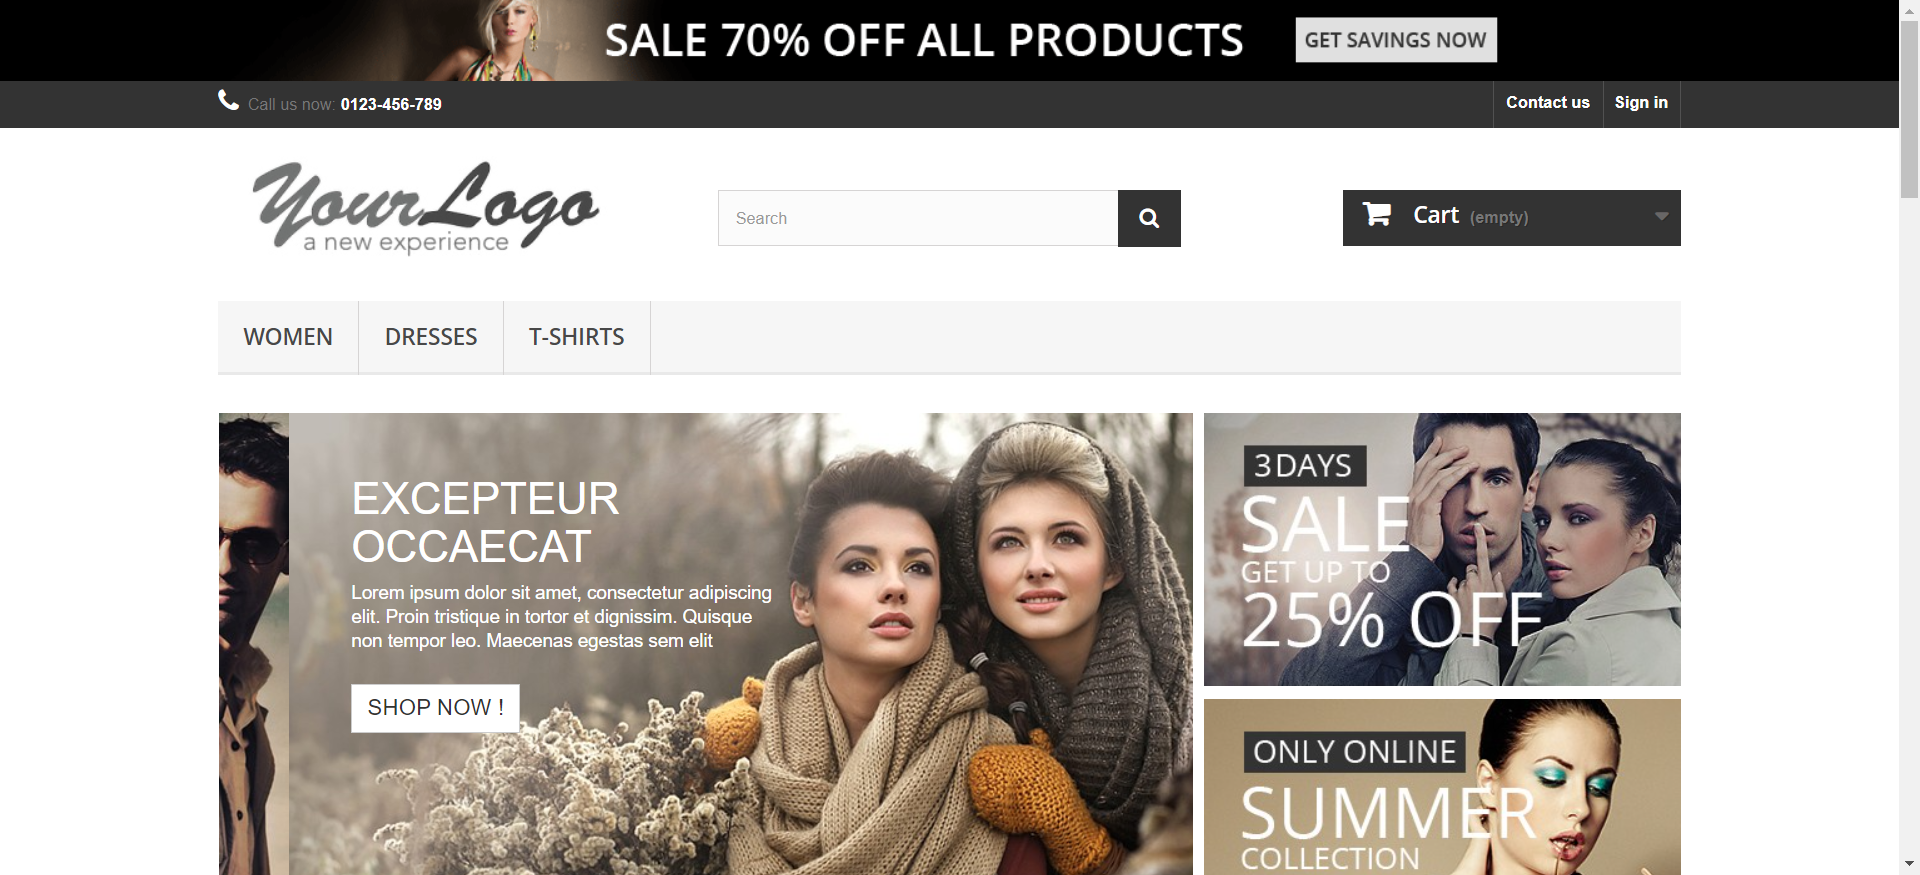 SALE 70% OFF ALL PRODUCTS
GET SAVINGS NOW
Call us now: 0123-456-789
Contact us
Sign in
YourLogo
a new experience
Search
Cart (empty)
WOMEN
DRESSES
T-SHIRTS
EXCEPTEUR
OCCAECAT
Lorem ipsum dolor sit amet, consectetur adipiscing
elit. Proin tristique in tortor et dignissim. Quisque
non tempor leo. Maecenas egestas sem elit
SHOP NOW !
3 DAYS
SALE
GET UP TO
25% OFF
ONLY ONLINE
SUMMER
COLLECTION